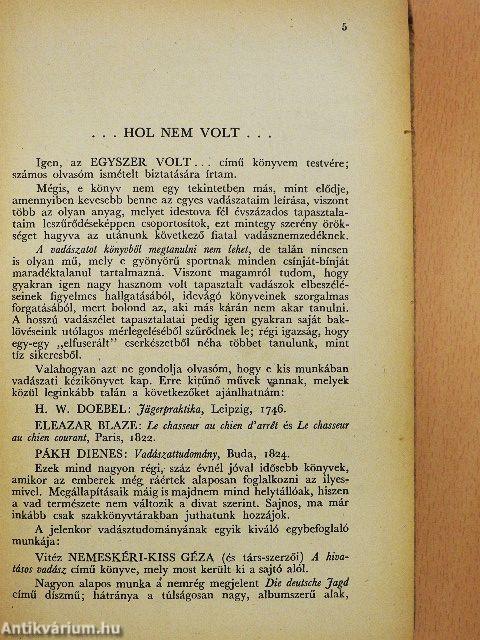 5
. . . HOL NEM VOLT . . .
Igen, az EGYSZER VOLT... című könyvem testvére;
számos olvasóm ismételt biztatására írtam.
Mégis, e könyv nem egy tekintetben más, mint elődje,
amennyiben kevesebb benne az egyes vadászataim leírása, viszont
több az olyan anyag, melyet idestova fél évszázados tapasztala-
taim leszűrődéseképpen csoportosítok, ezt mintegy szerény örök-
séget hagyva az utánunk következő fiatal vadásznemzedéknek.
A vadászatot könyvből megtanulni nem lehet, de talán nincsen
is olyan mű, mely e gyönyörű sportnak minden csínját-bínját
maradéktalanul tartalmazná. Viszont magamról tudom, hogy
gyakran igen nagy hasznom volt tapasztalt vadászok elbeszélé-
seinek figyelmes hallgatásából, idevágó könyveinek szorgalmas
forgatásából, mert bolond az, aki más kárán nem akar tanulni.
A hosszú vadászélet tapasztalatai pedig igen gyakran saját bak-
lövéseink utólagos mérlegeléséből szűrődnek le; régi igazság, hogy
egy-egy „elfuserált" cserkészetből néha többet tanulunk, mint
tíz sikeresből.
Valahogyan azt ne gondolja olvasóm, hogy e kis munkában
vadászati kézikönyvet kap. Erre kitűnő művek vannak, melyek
közül leginkább talán a következőket ajánlhatnám:
H. W. DOEBEL: Jägerpraktika, Leipzig, 1746.
ELEAZAR BLAZE: Le chasseur au chien d'arrêt és Le chasseur
au chien courant, Paris, 1822.
PÁKH DIENES: Vadászattudomány, Buda, 1824.
Ezek mind nagyon régi, száz évnél jóval idősebb könyvek,
amikor az emberek még ráértek alaposan foglalkozni az ilyes-
mivel. Megállapításaik máig is majdnem mind helytállóak, hiszen
a vad természete nem változik a divat szerint. Sajnos, ma már
inkább csak szakkönyvtárakban juthatunk hozzájok.
A jelenkor vadásztudományának egyik kiváló egybefoglaló
munkája:
Vitéz NEMESKÉRI-KISS GÉZA (és társ-szerzői) A hiva-
tásos vadász című könyve, mely most került ki a sajtó alól.
Nagyon alapos munka a nemrég megjelent Die deutsche Jagd
című díszmű; hátránya a túlságosan nagy, albumszerű alak,
Antikvárium.hu